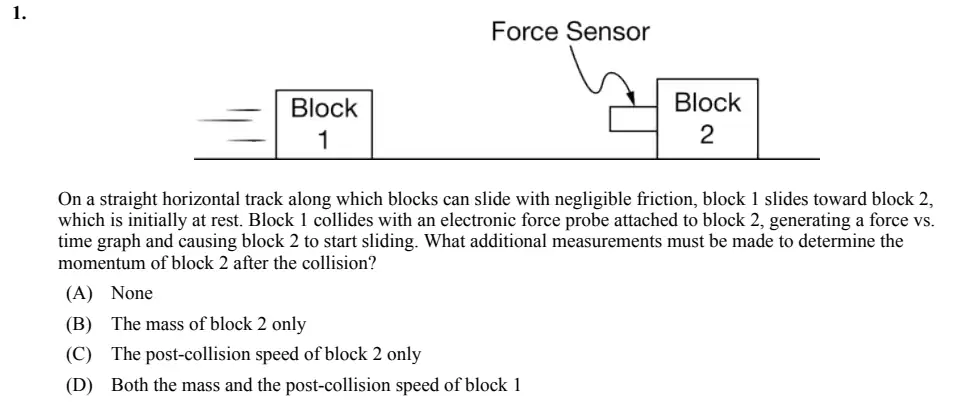 1.
Force Sensor
Block
1
Block
2
On a straight horizontal track along which blocks can slide with negligible friction, block 1 slides toward block 2,
which is initially at rest. Block 1 collides with an electronic force probe attached to block 2, generating a force vs.
time graph and causing block 2 to start sliding. What additional measurements must be made to determine the
momentum of block 2 after the collision?
(A) None
(B) The mass of block 2 only
(C) The post-collision speed of block 2 only
(D) Both the mass and the post-collision speed of block 1